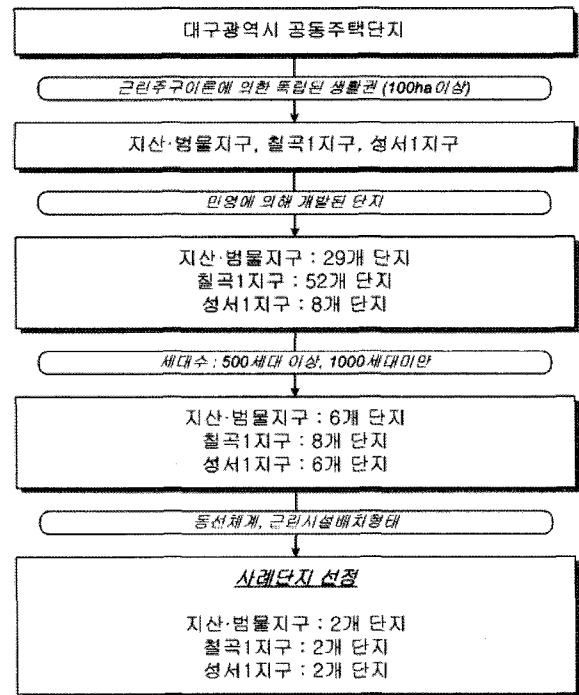 대구광역시 공동주택단지
근린주구이론에 의한 독립된 생활권 (100ha이상)
지산·범물지구, 칠곡1지구, 성서1지구
민영에 의해 개발된 단지
지산·범물지구 : 29개 단지
칠곡1지구 : 52개 단지
성서1지구 : 8개 단지
세대수 : 500세대 이상, 1000세대미만
지산·범물지구 : 6개 단지
칠곡1지구 : 8개 단지
성서1지구 : 6개 단지
동선체계, 근린시설배치형태
사례단지 선정
지산·범물지구 : 2개 단지
칠곡1지구 : 2개 단지
성서1지구 : 2개 단지